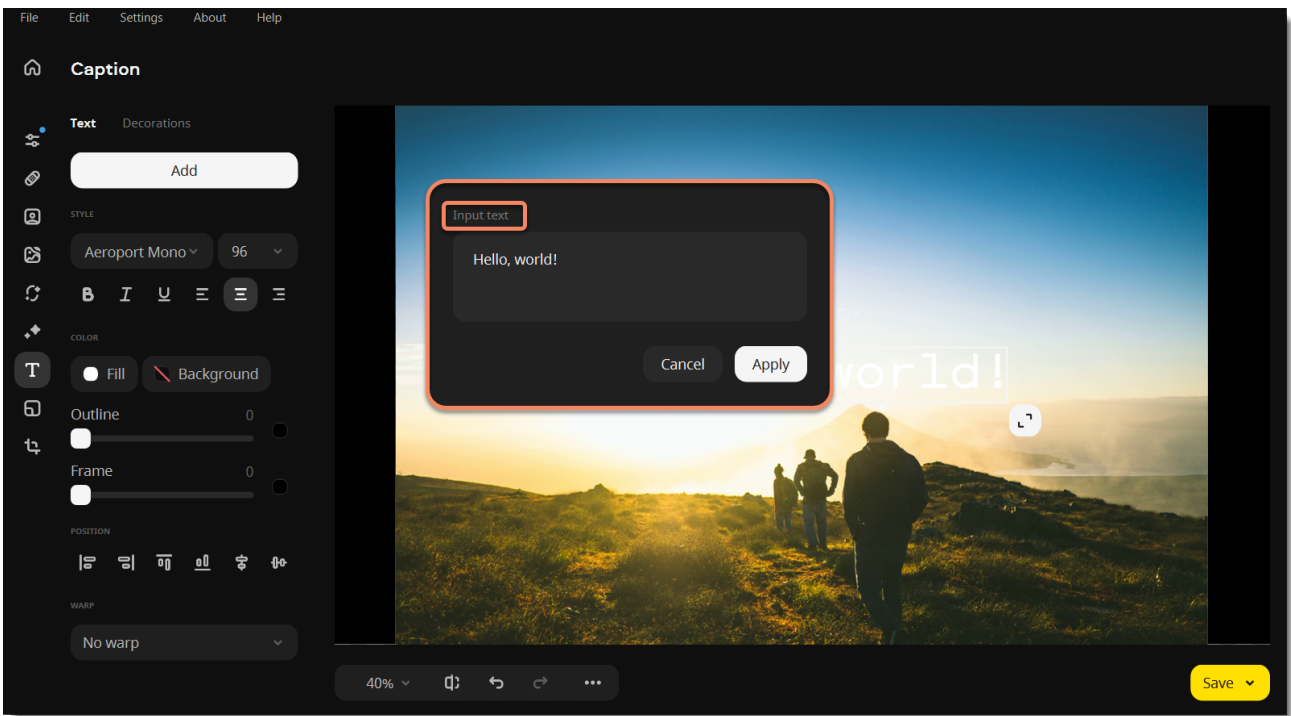 File Edit Settings About Help
Caption
Text Decorations
Add
STYLE
Aeroport Mono 96
B I U
COLOR
Fill Background
Outline 0
Frame 0
POSITION
WARP
No warp
Input text
Hello, world!
Cancel Apply
world!
40%
Save